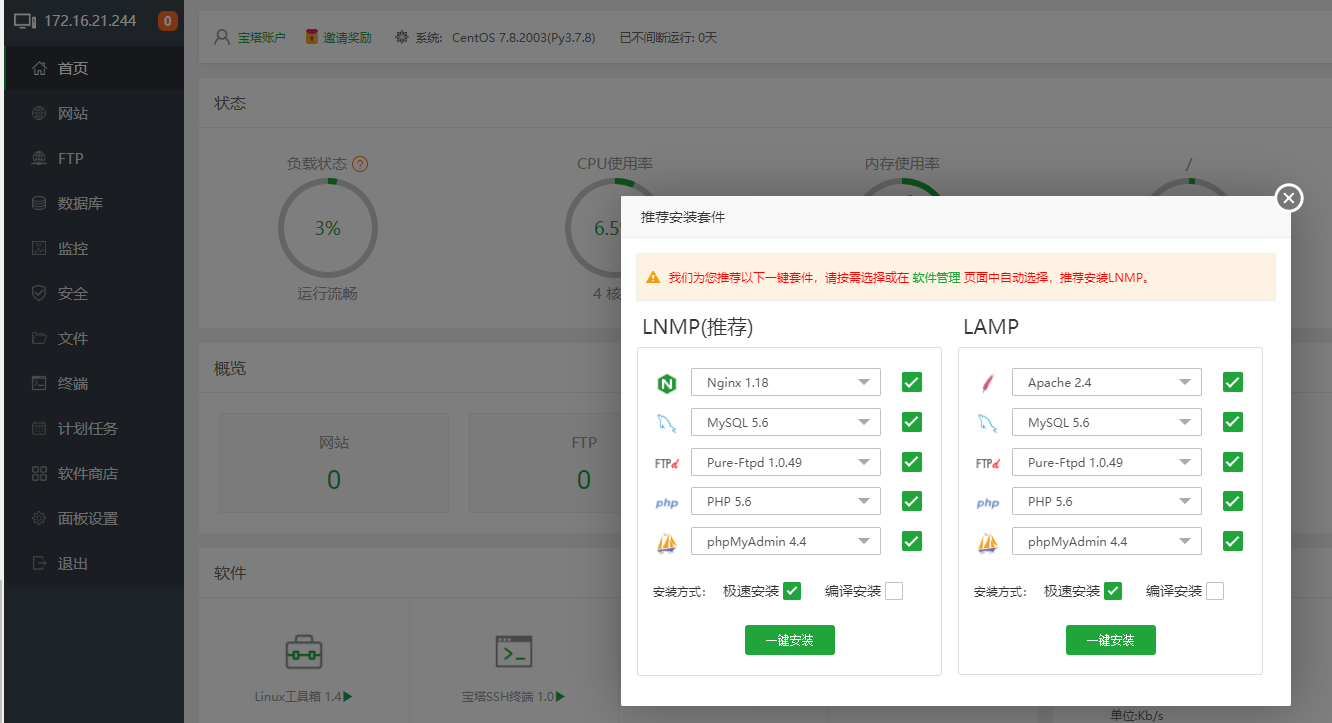 172.16.21.244
0
首页
网站
FTP
数据库
监控
安全
文件
终端
计划任务
软件商店
面板设置
退出
宝塔账户 邀请奖励 系统: CentOS 7.8.2003(Py3.7.8) 已不间断运行: 0天
状态
负载状态 ?
3%
运行流畅
CPU使用率
6.5
4 核
内存使用率
/
概览
网站
0
FTP
0
软件
Linux工具箱 1.4
宝塔SSH终端 1.0
单位:Kb/s
推荐安装套件
我们为您推荐以下一键套件，请按需选择或在 软件管理 页面中自动选择，推荐安装LNMP。
LNMP(推荐)
Nginx 1.18
MySQL 5.6
FTPd Pure-Ftpd 1.0.49
php PHP 5.6
phpMyAdmin 4.4
安装方式: 极速安装 编译安装
一键安装
LAMP
Apache 2.4
MySQL 5.6
FTPd Pure-Ftpd 1.0.49
php PHP 5.6
phpMyAdmin 4.4
安装方式: 极速安装 编译安装
一键安装